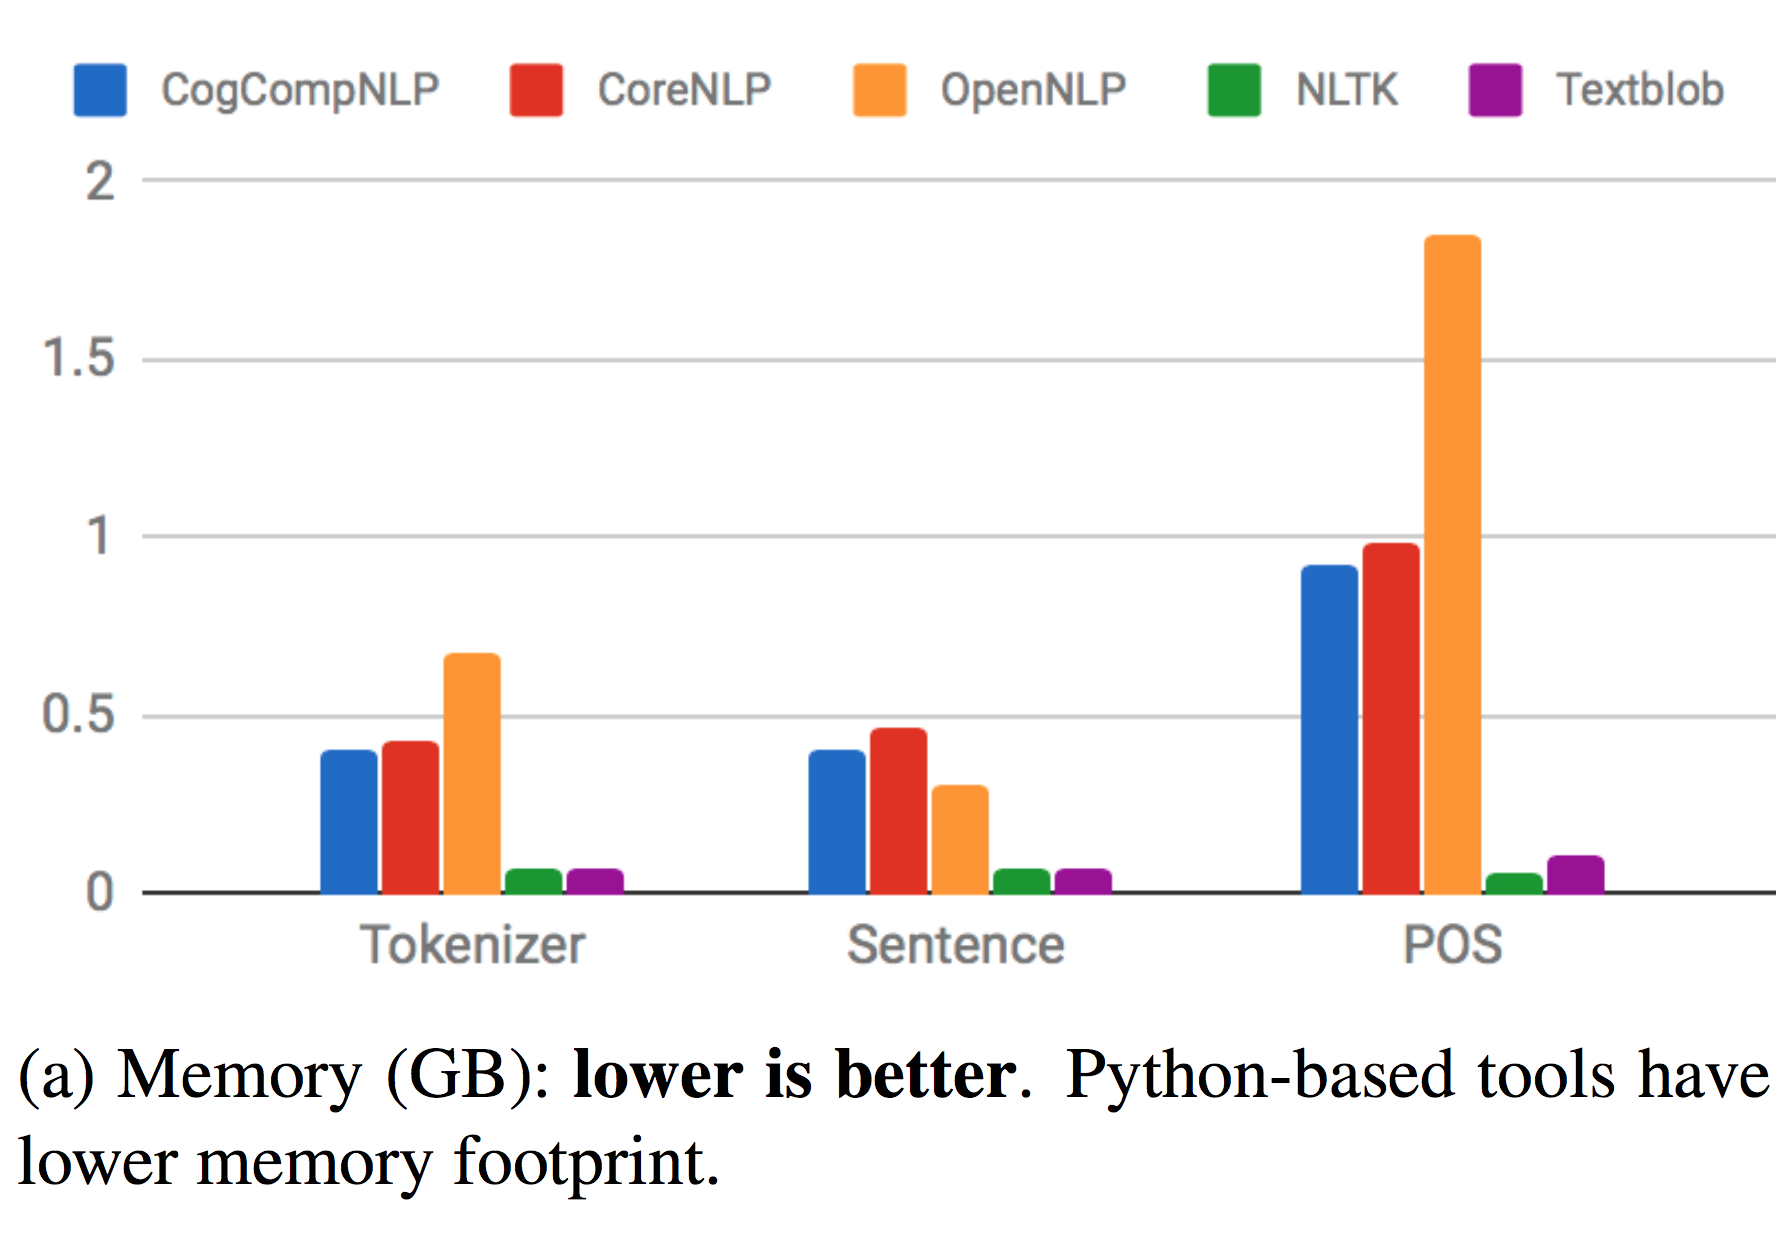 CogCompNLP CoreNLP OpenNLP NLTK Textblob
2
1.5
1
0.5
0
Tokenizer Sentence POS
(a) Memory (GB): lower is better. Python-based tools have
lower memory footprint.